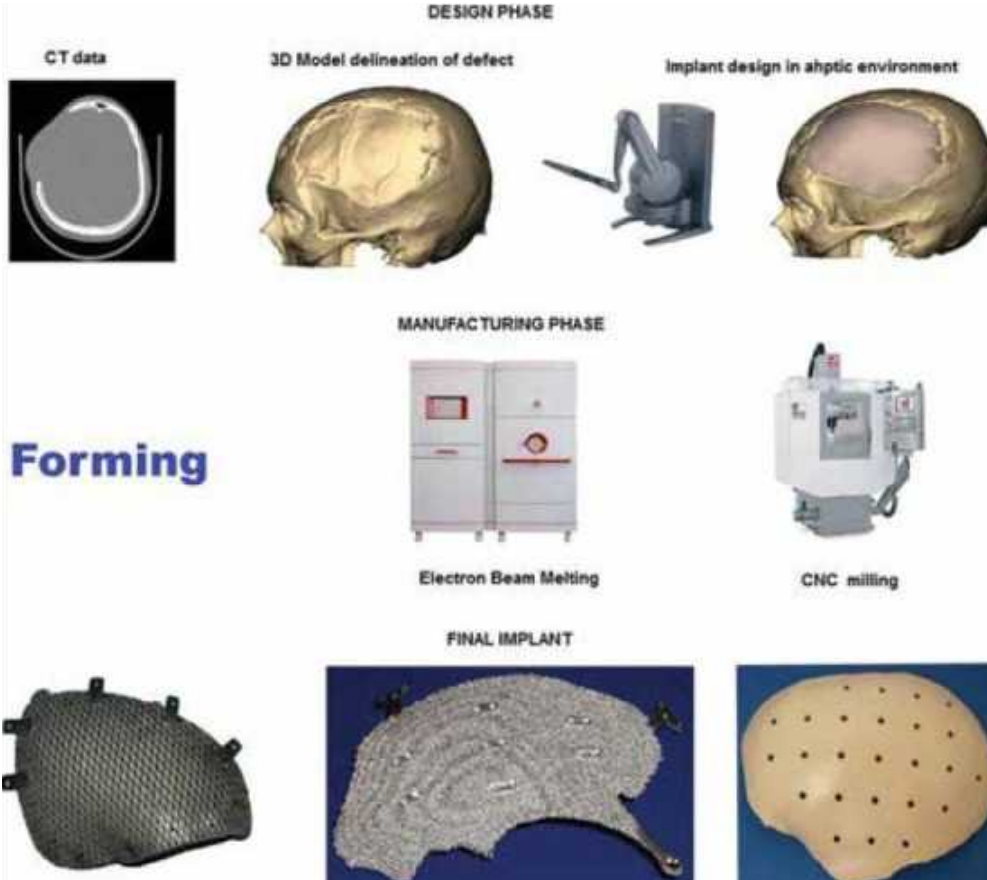 DESIGN PHASE
CT data
3D Model delineation of defect
Implant design in ahptic environment
MANUFACTURING PHASE
Forming
Electron Beam Melting
CNC milling
FINAL IMPLANT